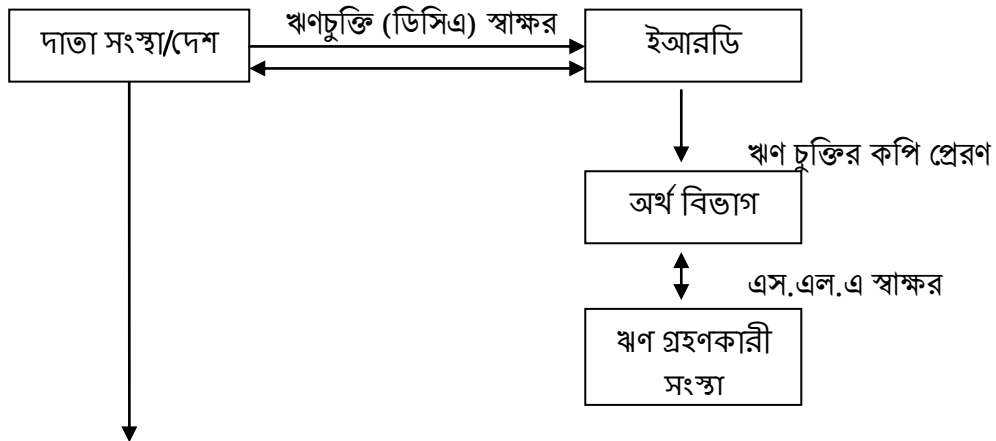 ঋণচুক্তি (ডিসিএ) স্বাক্ষর
দাতা সংস্থা/দেশ
ইআরডি
ঋণ চুক্তির কপি প্রেরণ
অর্থ বিভাগ
এস.এল.এ স্বাক্ষর
ঋণ গ্রহণকারী
সংস্তা